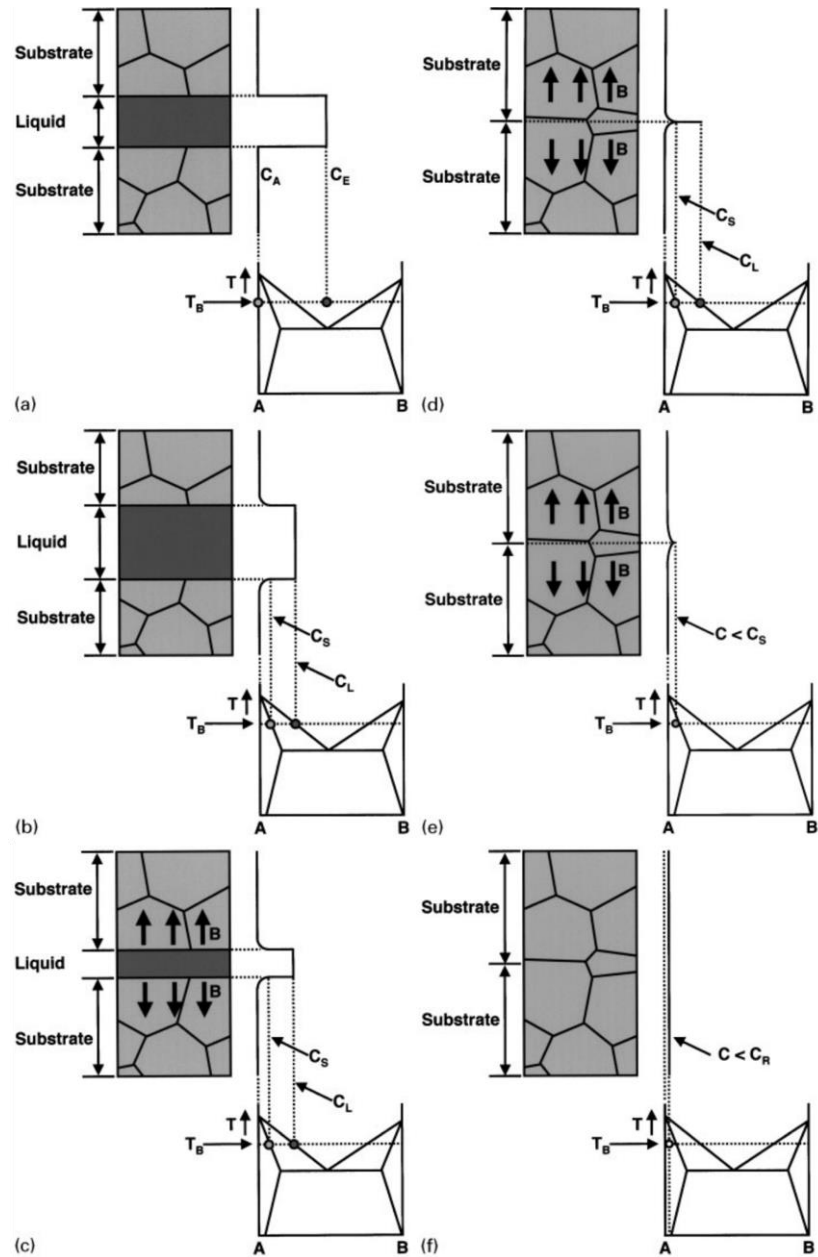 Substrate
Liquid
Substrate
C_A
C_E
T
T_B
A
B
(a)
Substrate
Liquid
Substrate
C_S
C_L
T
T_B
A
B
(b)
Substrate
Liquid
Substrate
B
B
C_S
C_L
T
T_B
A
B
(c)
Substrate
Substrate
B
B
C_S
C_L
T
T_B
A
B
(d)
Substrate
Substrate
B
B
C < C_S
T
T_B
A
B
(e)
Substrate
Substrate
C < C_R
T
T_B
A
B
(f)